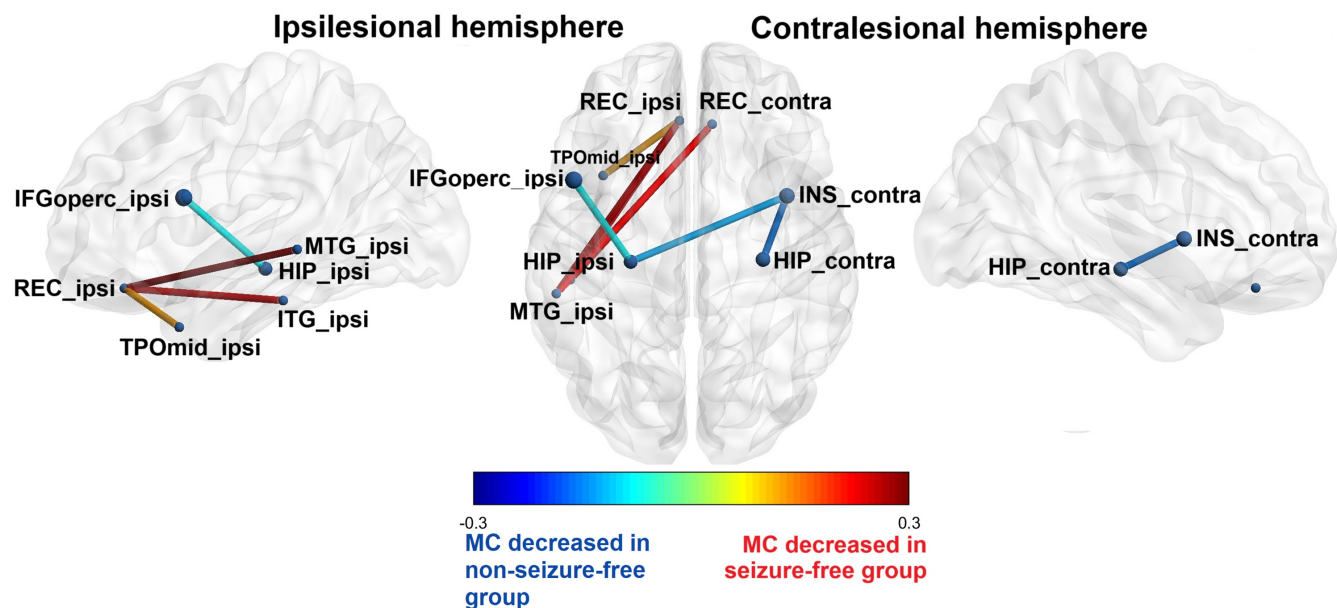 Ipsilesional hemisphere
Contralesional hemisphere
IFGoperc_ipsi
MTG_ipsi
HIP_ipsi
REC_ipsi
ITG_ipsi
TPOmid_ipsi
REC_ipsi
REC_contra
TPOmid_ipsi
IFGoperc_ipsi
INS_contra
HIP_ipsi
HIP_contra
MTG_ipsi
INS_contra
HIP_contra
-0.3
0.3
MC decreased in
non-seizure-free
group
MC decreased in
seizure-free group